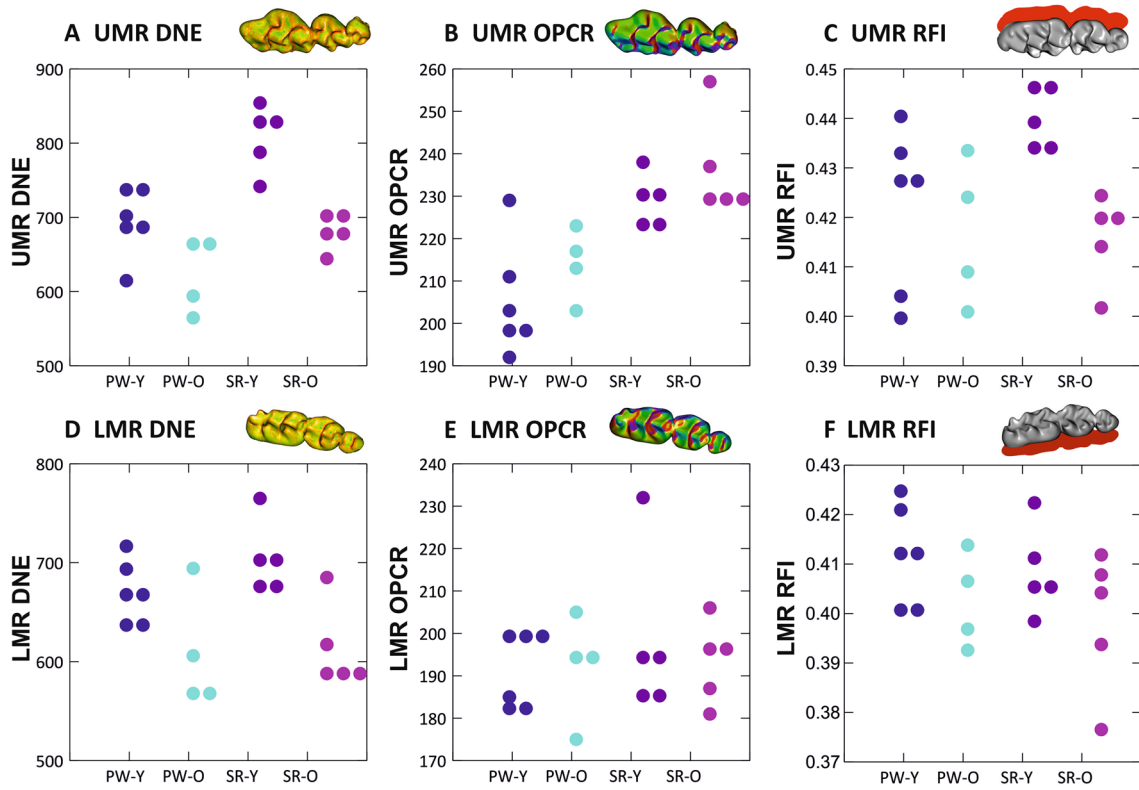 A UMR DNE
B UMR OPCR
C UMR RFI
UMR DNE
900
800
700
600
500
PW-Y PW-O SR-Y SR-O
UMR OPCR
260
250
240
230
220
210
200
190
PW-Y PW-O SR-Y SR-O
UMR RFI
0.45
0.44
0.43
0.42
0.41
0.40
0.39
PW-Y PW-O SR-Y SR-O
D LMR DNE
E LMR OPCR
F LMR RFI
LMR DNE
800
700
600
500
PW-Y PW-O SR-Y SR-O
LMR OPCR
240
230
220
210
200
190
180
170
PW-Y PW-O SR-Y SR-O
LMR RFI
0.43
0.42
0.41
0.40
0.39
0.38
0.37
PW-Y PW-O SR-Y SR-O